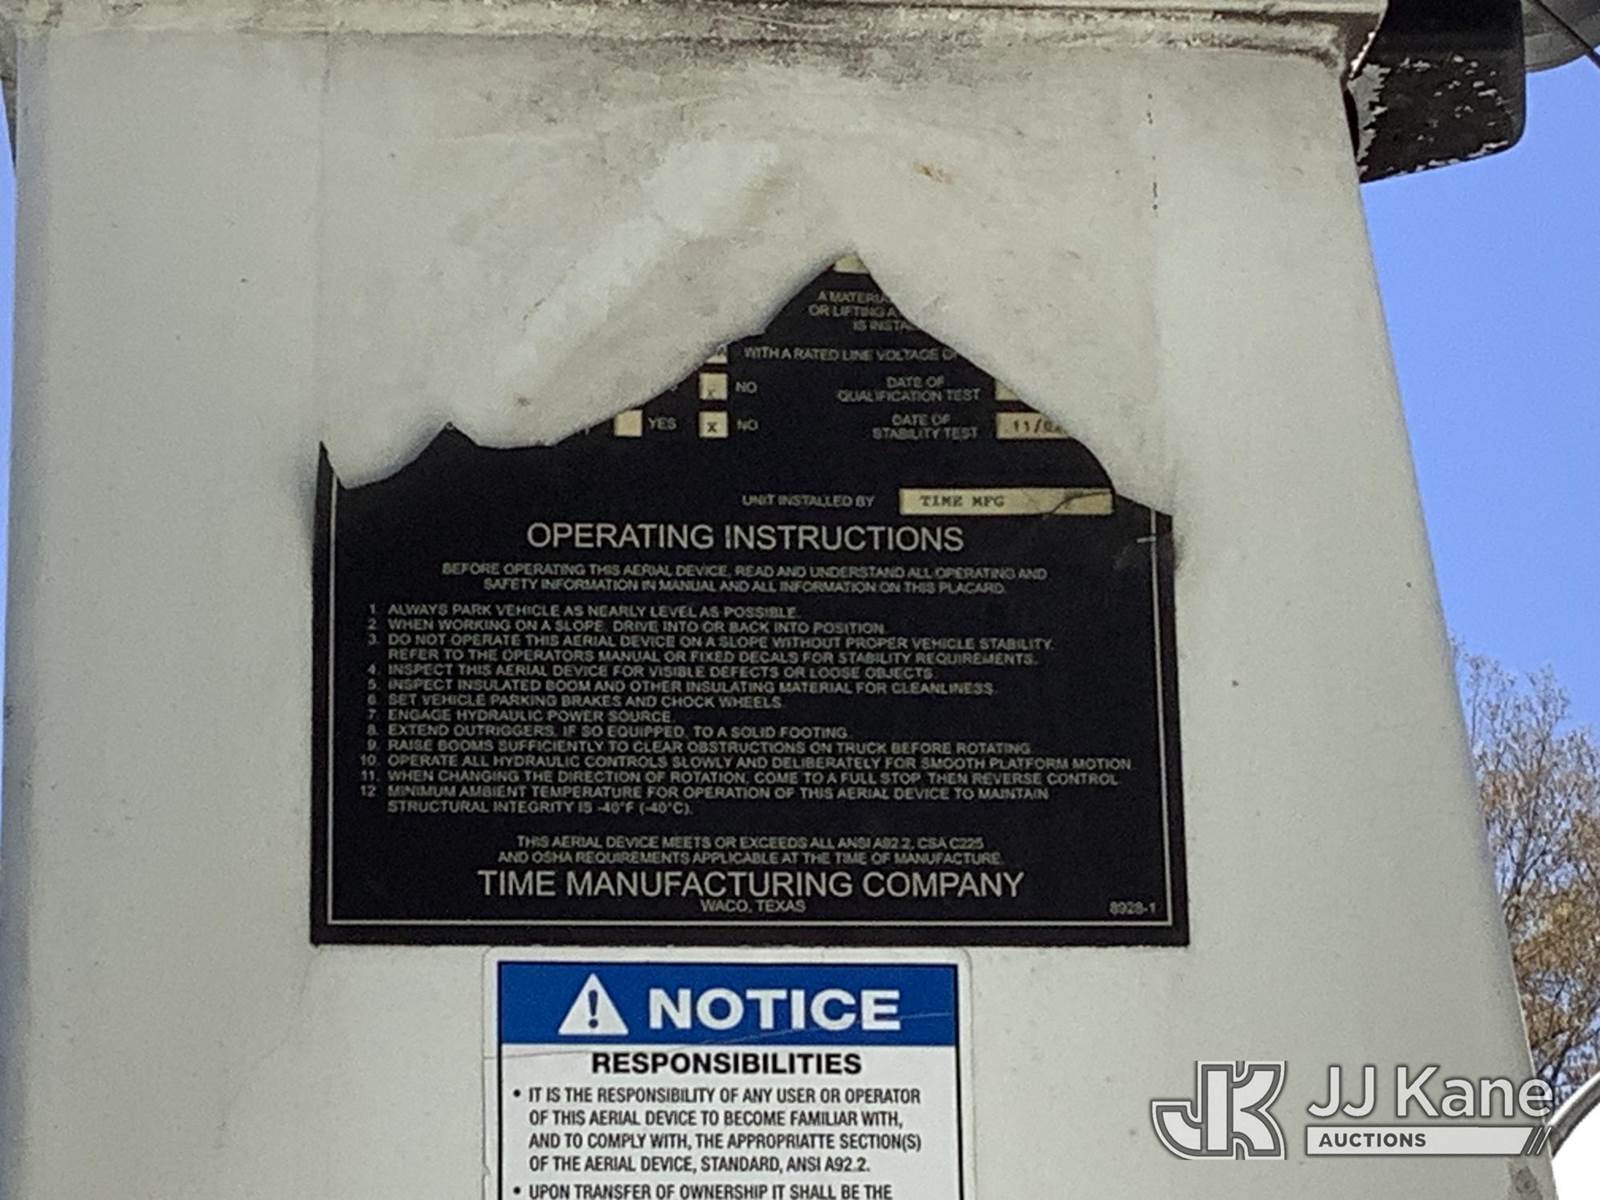 A
OR LIFTING A
IS
WITH A RATED LINE VOLTAGE
NO DATE OF
QUALIFICATION TEST
YES X NO DATE OF
STABILITY TEST 11/
UNIT INSTALLED BY TIME MFG
OPERATING INSTRUCTIONS
BEFORE OPERATING THIS AERIAL DEVICE, READ AND UNDERSTAND ALL OPERATING AND
SAFETY INFORMATION IN MANUAL AND ALL INFORMATION ON THIS PLACARD.
1. ALWAYS PARK VEHICLE AS NEARLY LEVEL AS POSSIBLE.
2. WHEN WORKING ON A SLOPE, DRIVE INTO OR BACK INTO POSITION.
3. DO NOT OPERATE THIS AERIAL DEVICE ON A SLOPE WITHOUT PROPER VEHICLE STABILITY.
REFER TO THE OPERATORS MANUAL OR FIXED DECALS FOR STABILITY REQUIREMENTS.
4. INSPECT THIS AERIAL DEVICE FOR VISIBLE DEFECTS OR LOOSE OBJECTS.
5. INSPECT INSULATED BOOM AND OTHER INSULATING MATERIAL FOR CLEANLINESS.
6. SET VEHICLE PARKING BRAKES AND CHOCK WHEELS.
7. ENGAGE HYDRAULIC POWER SOURCE.
8. EXTEND OUTRIGGERS, IF SO EQUIPPED, TO A SOLID FOOTING.
9. RAISE BOOMS SUFFICIENTLY TO CLEAR OBSTRUCTIONS ON TRUCK BEFORE ROTATING.
10. OPERATE ALL HYDRAULIC CONTROLS SLOWLY AND DELIBERATELY FOR SMOOTH PLATFORM MOTION.
11. WHEN CHANGING THE DIRECTION OF ROTATION, COME TO A FULL STOP, THEN REVERSE CONTROL.
12. MINIMUM AMBIENT TEMPERATURE FOR OPERATION OF THIS AERIAL DEVICE TO MAINTAIN
STRUCTURAL INTEGRITY IS -40°F (-40°C).
THIS AERIAL DEVICE MEETS OR EXCEEDS ALL ANSI A92.2, CSA C225
AND OSHA REQUIREMENTS APPLICABLE AT THE TIME OF MANUFACTURE.
TIME MANUFACTURING COMPANY
WACO, TEXAS 8928-1
NOTICE
RESPONSIBILITIES
• IT IS THE RESPONSIBILITY OF ANY USER OR OPERATOR
OF THIS AERIAL DEVICE TO BECOME FAMILIAR WITH,
AND TO COMPLY WITH, THE APPROPRIATTE SECTION(S)
OF THE AERIAL DEVICE, STANDARD, ANSI A92.2.
• UPON TRANSFER OF OWNERSHIP IT SHALL BE THE
JK JJ Kane
AUCTIONS